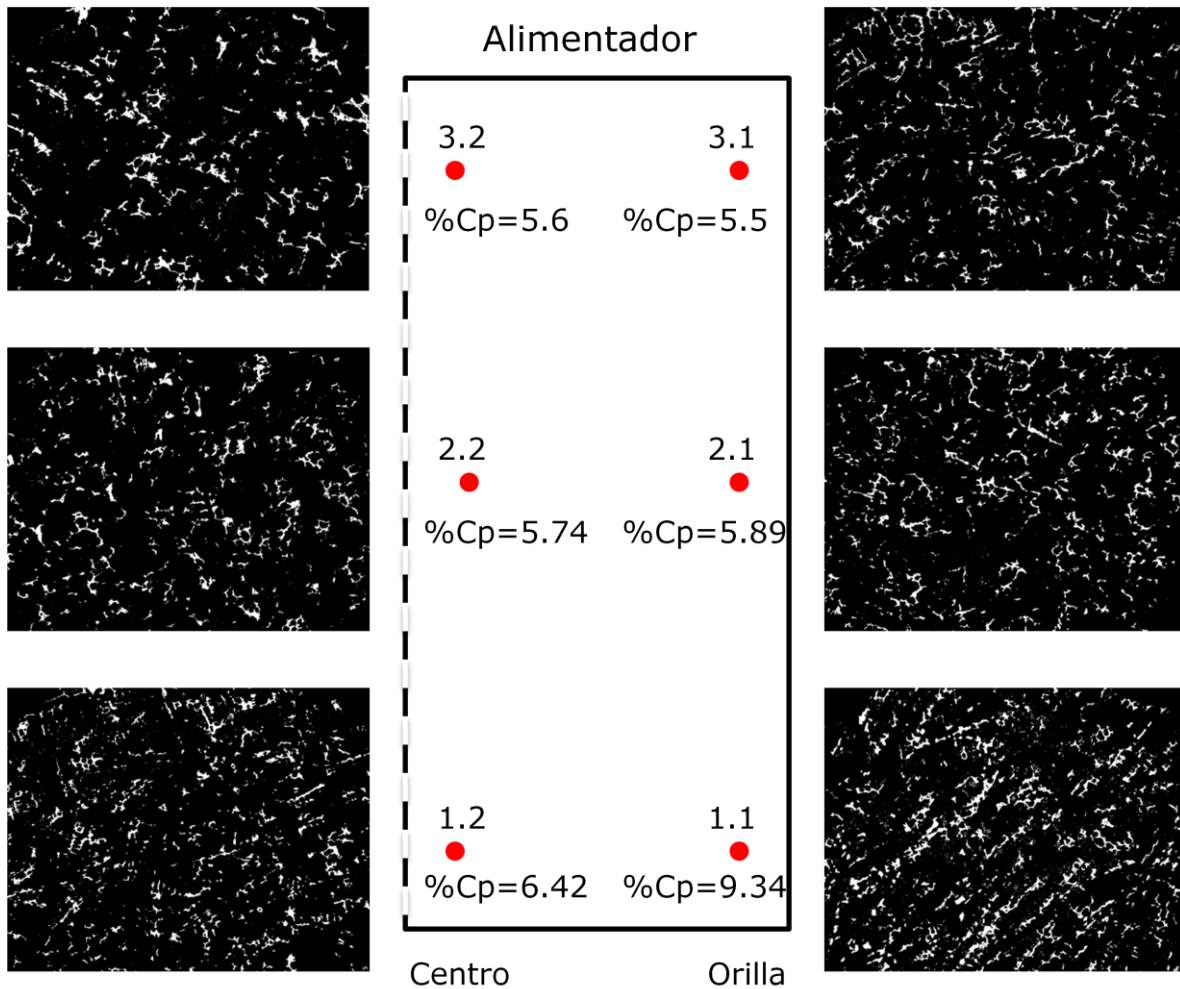 Alimentador
3.2 3.1
%Cp=5.6 %Cp=5.5
2.2 2.1
%Cp=5.74 %Cp=5.89
1.2 1.1
%Cp=6.42 %Cp=9.34
Centro Orilla